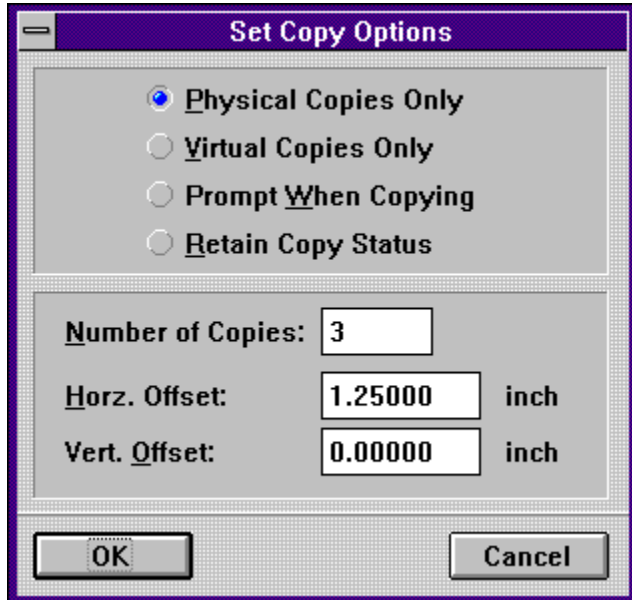 Set Copy Options
Physical Copies Only
Virtual Copies Only
Prompt When Copying
Retain Copy Status
Number of Copies: 3
Horz. Offset: 1.25000 inch
Vert. Offset: 0.00000 inch
OK Cancel